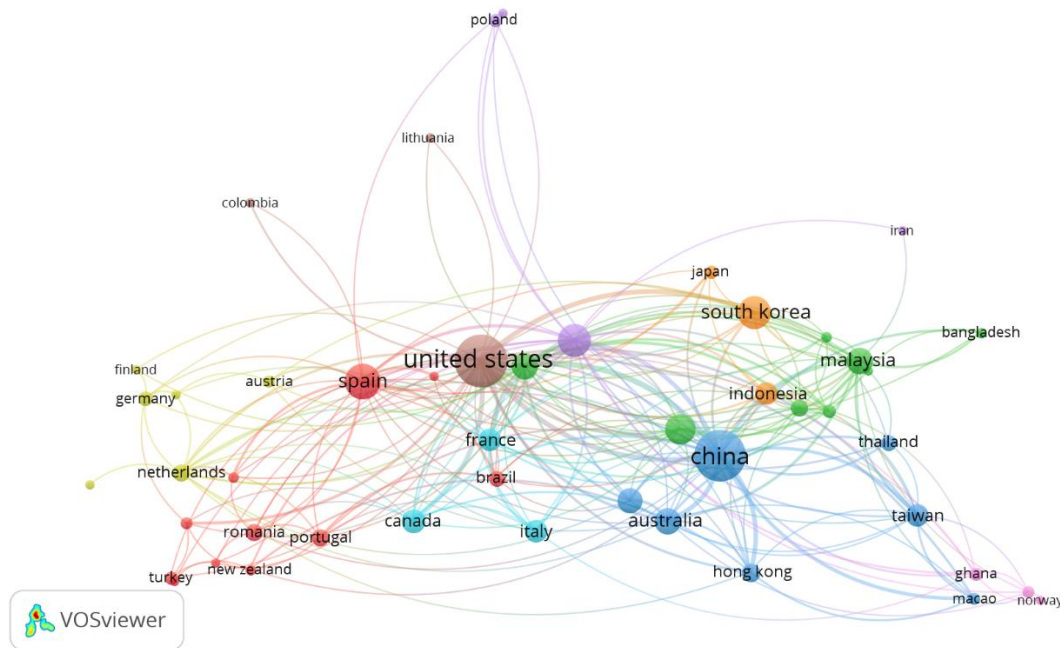 poland
lithuania
colombia
iran
japan
south korea
bangladesh
united states
malaysia
finland
austria
spain
indonesia
germany
france
thailand
china
netherlands
brazil
canada
australia
taiwan
romania
portugal
italy
turkey
new zealand
hong kong
ghana
macao
norway
VOSviewer